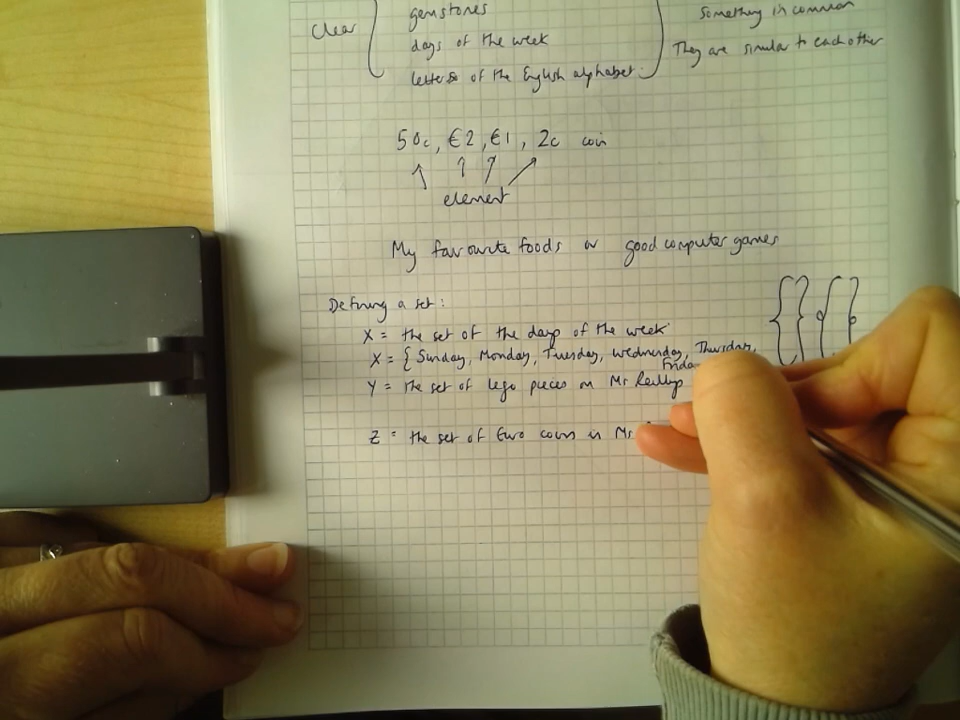 gemstones
Something in common
Clear
days of the week
They are similar to each other
letters of the English alphabet.
50c, €2, €1, 2c coin
element
My favourite foods or good computer games
Defining a set:
X = the set of the days of the week
X = { Sunday, Monday, Tuesday, Wednesday, Thursday,
Frida
Y = the set of lego pieces on Mr Reillys
Z = the set of Euro coins in Mr
{ } { }